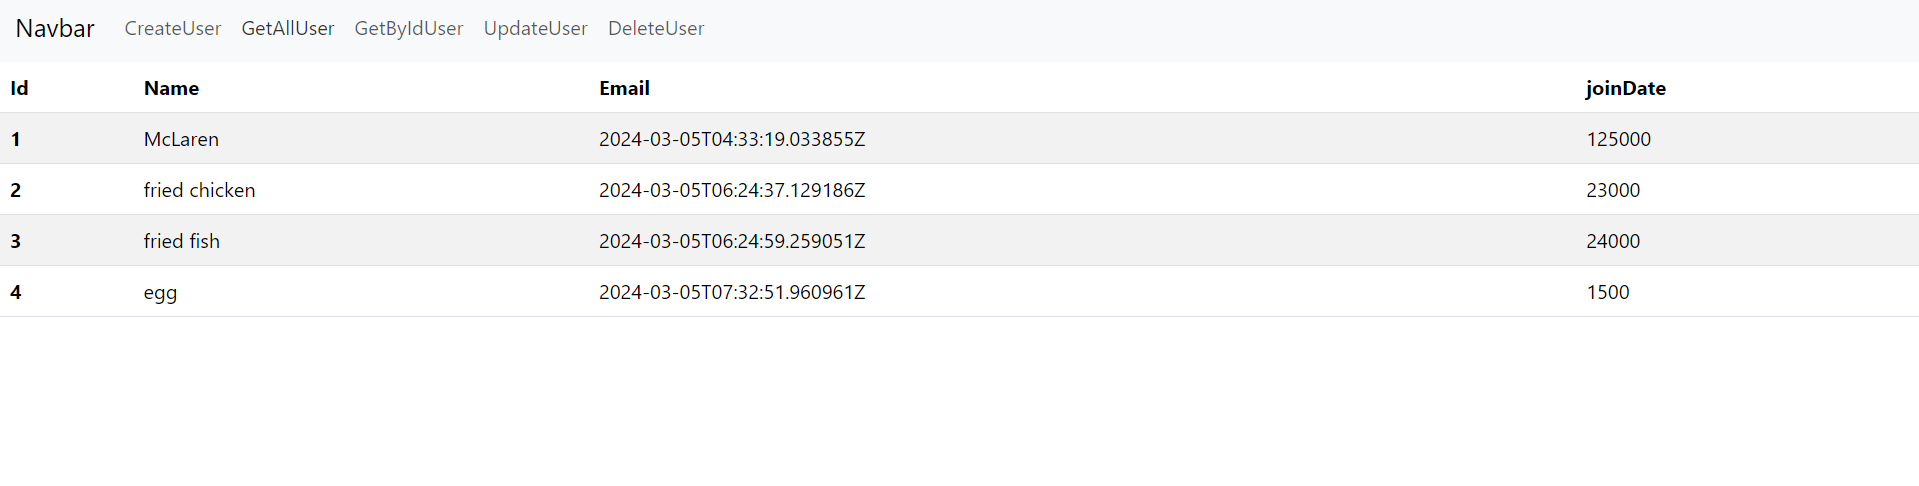 Navbar CreateUser GetAllUser GetByIdUser UpdateUser DeleteUser
Id Name Email joinDate
1 McLaren 2024-03-05T04:33:19.033855Z 125000
2 fried chicken 2024-03-05T06:24:37.129186Z 23000
3 fried fish 2024-03-05T06:24:59.259051Z 24000
4 egg 2024-03-05T07:32:51.960961Z 1500